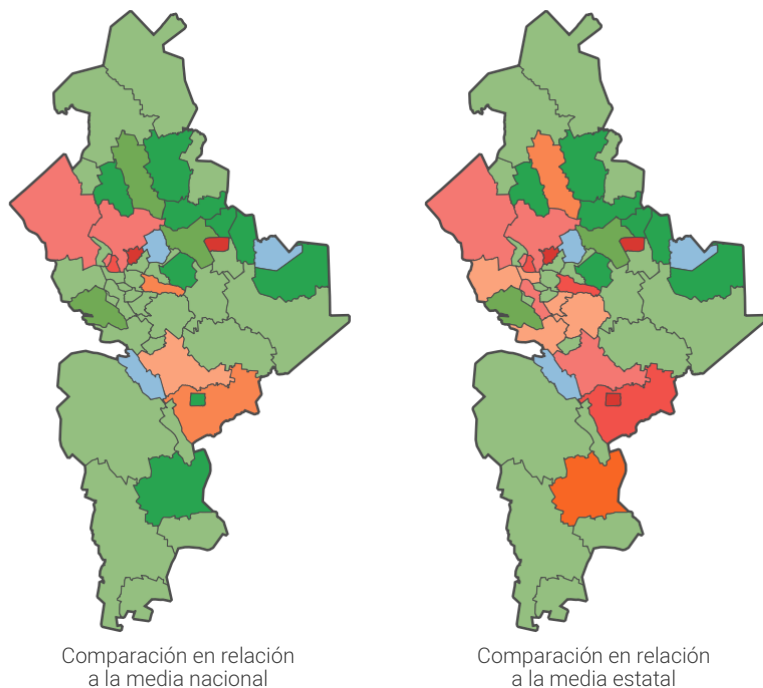 Comparación en relación
a la media nacional
Comparación en relación
a la media estatal